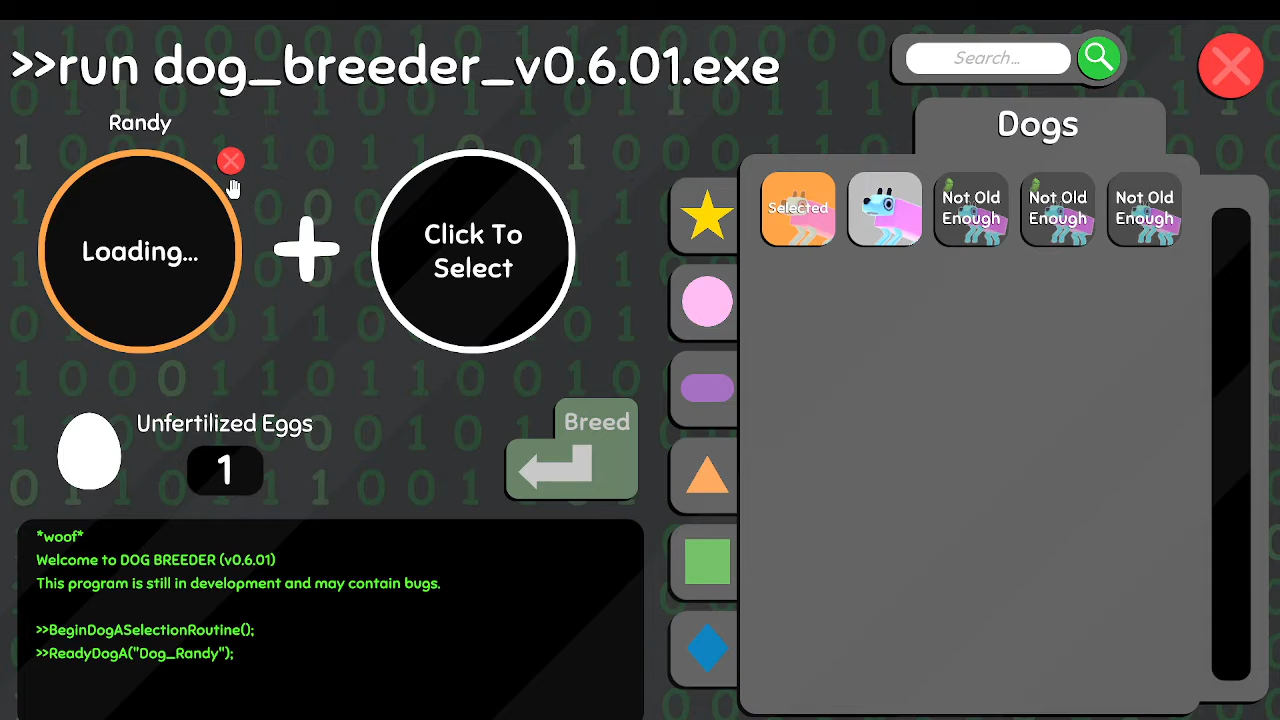 >>run dog_breeder_v0.6.01.exe
Search...
Randy
Loading...
Click To
Select
Unfertilized Eggs
1
Breed
*woof*
Welcome to DOG BREEDER (v0.6.01)
This program is still in development and may contain bugs.
>>BeginDogASelectionRoutine();
>>ReadyDogA("Dog_Randy");
Dogs
Selected
Not Old
Enough
Not Old
Enough
Not Old
Enough